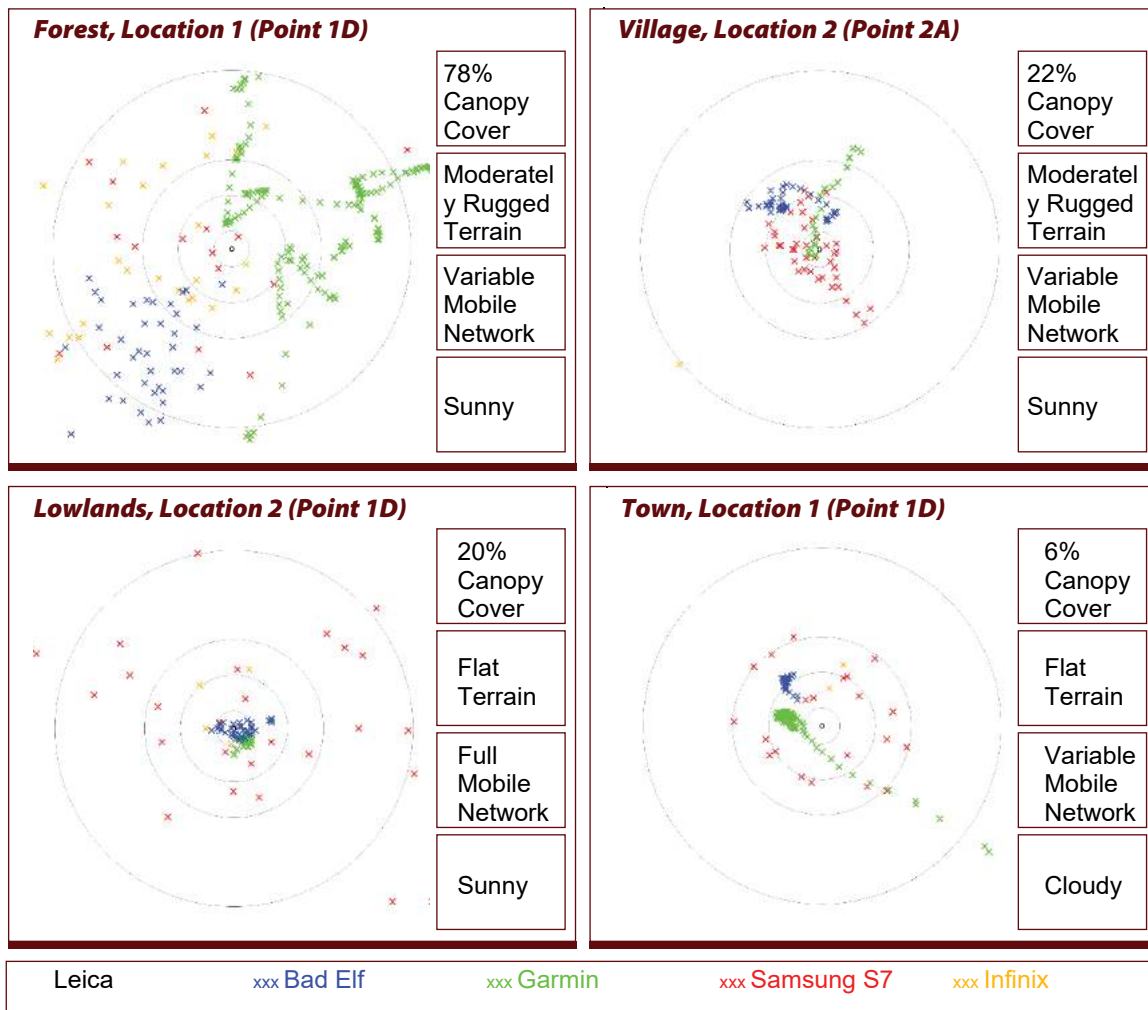 Forest, Location 1 (Point 1D)
78%
Canopy
Cover
Moderatel
y Rugged
Terrain
Variable
Mobile
Network
Sunny
Village, Location 2 (Point 2A)
22%
Canopy
Cover
Moderatel
y Rugged
Terrain
Variable
Mobile
Network
Sunny
Lowlands, Location 2 (Point 1D)
20%
Canopy
Cover
Flat
Terrain
Full
Mobile
Network
Sunny
Town, Location 1 (Point 1D)
6%
Canopy
Cover
Flat
Terrain
Variable
Mobile
Network
Cloudy
Leica xxx Bad Elf xxx Garmin xxx Samsung S7 xxx Infinix